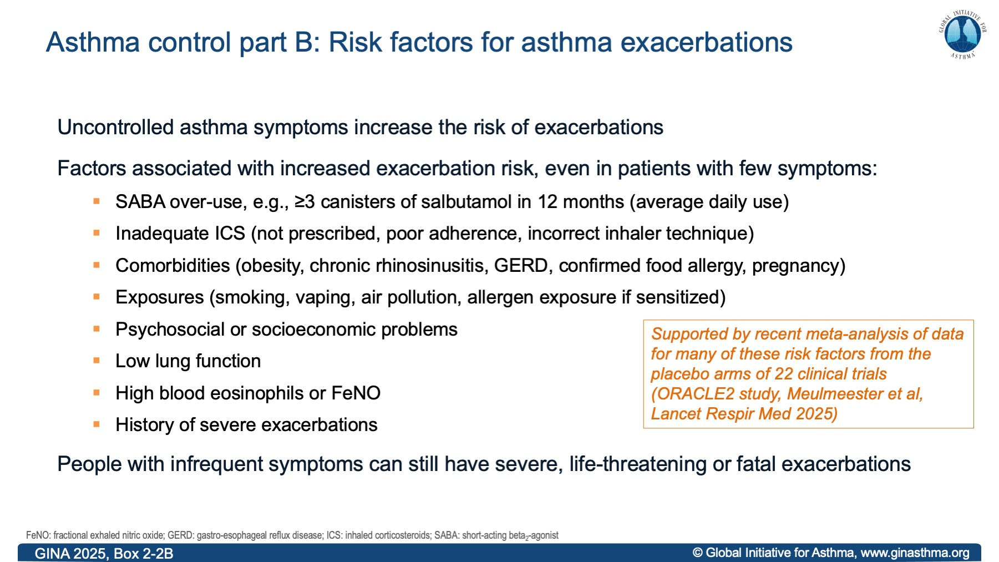 Asthma control part B: Risk factors for asthma exacerbations
GLOBAL INITIATIVE FOR
ASTHMA
Uncontrolled asthma symptoms increase the risk of exacerbations
Factors associated with increased exacerbation risk, even in patients with few symptoms:
▪ SABA over-use, e.g., ≥3 canisters of salbutamol in 12 months (average daily use)
▪ Inadequate ICS (not prescribed, poor adherence, incorrect inhaler technique)
▪ Comorbidities (obesity, chronic rhinosinusitis, GERD, confirmed food allergy, pregnancy)
▪ Exposures (smoking, vaping, air pollution, allergen exposure if sensitized)
▪ Psychosocial or socioeconomic problems
▪ Low lung function
▪ High blood eosinophils or FeNO
▪ History of severe exacerbations
Supported by recent meta-analysis of data
for many of these risk factors from the
placebo arms of 22 clinical trials
(ORACLE2 study, Meulmeester et al,
Lancet Respir Med 2025)
People with infrequent symptoms can still have severe, life-threatening or fatal exacerbations
FeNO: fractional exhaled nitric oxide; GERD: gastro-esophageal reflux disease; ICS: inhaled corticosteroids; SABA: short-acting beta₂-agonist
GINA 2025, Box 2-2B
© Global Initiative for Asthma, www.ginasthma.org